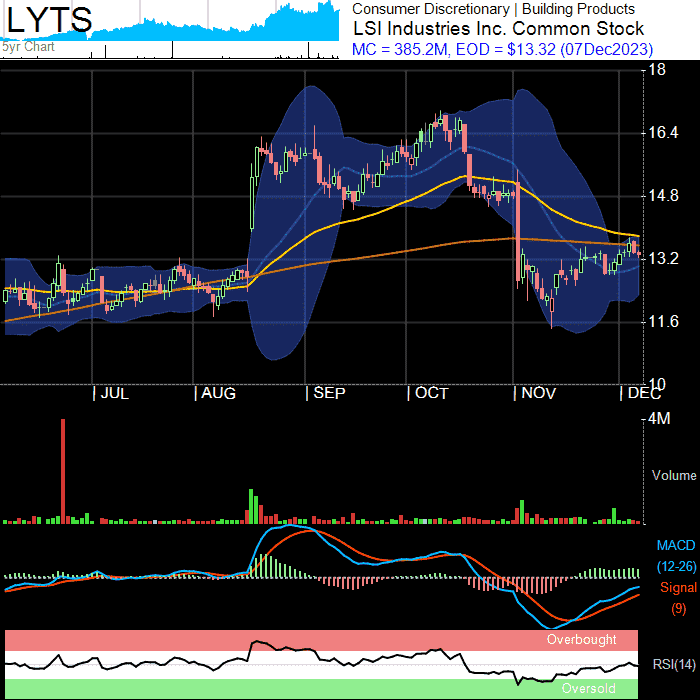 LYTS
5yr Chart
Consumer Discretionary | Building Products
LSI Industries Inc. Common Stock
MC = 385.2M, EOD = $13.32 (07Dec2023)
18
16.4
14.8
13.2
11.6
10
| JUL | AUG | SEP | OCT | NOV | DEC
4M
Volume
MACD
(12-26)
Signal
(9)
Overbought
RSI(14)
Oversold